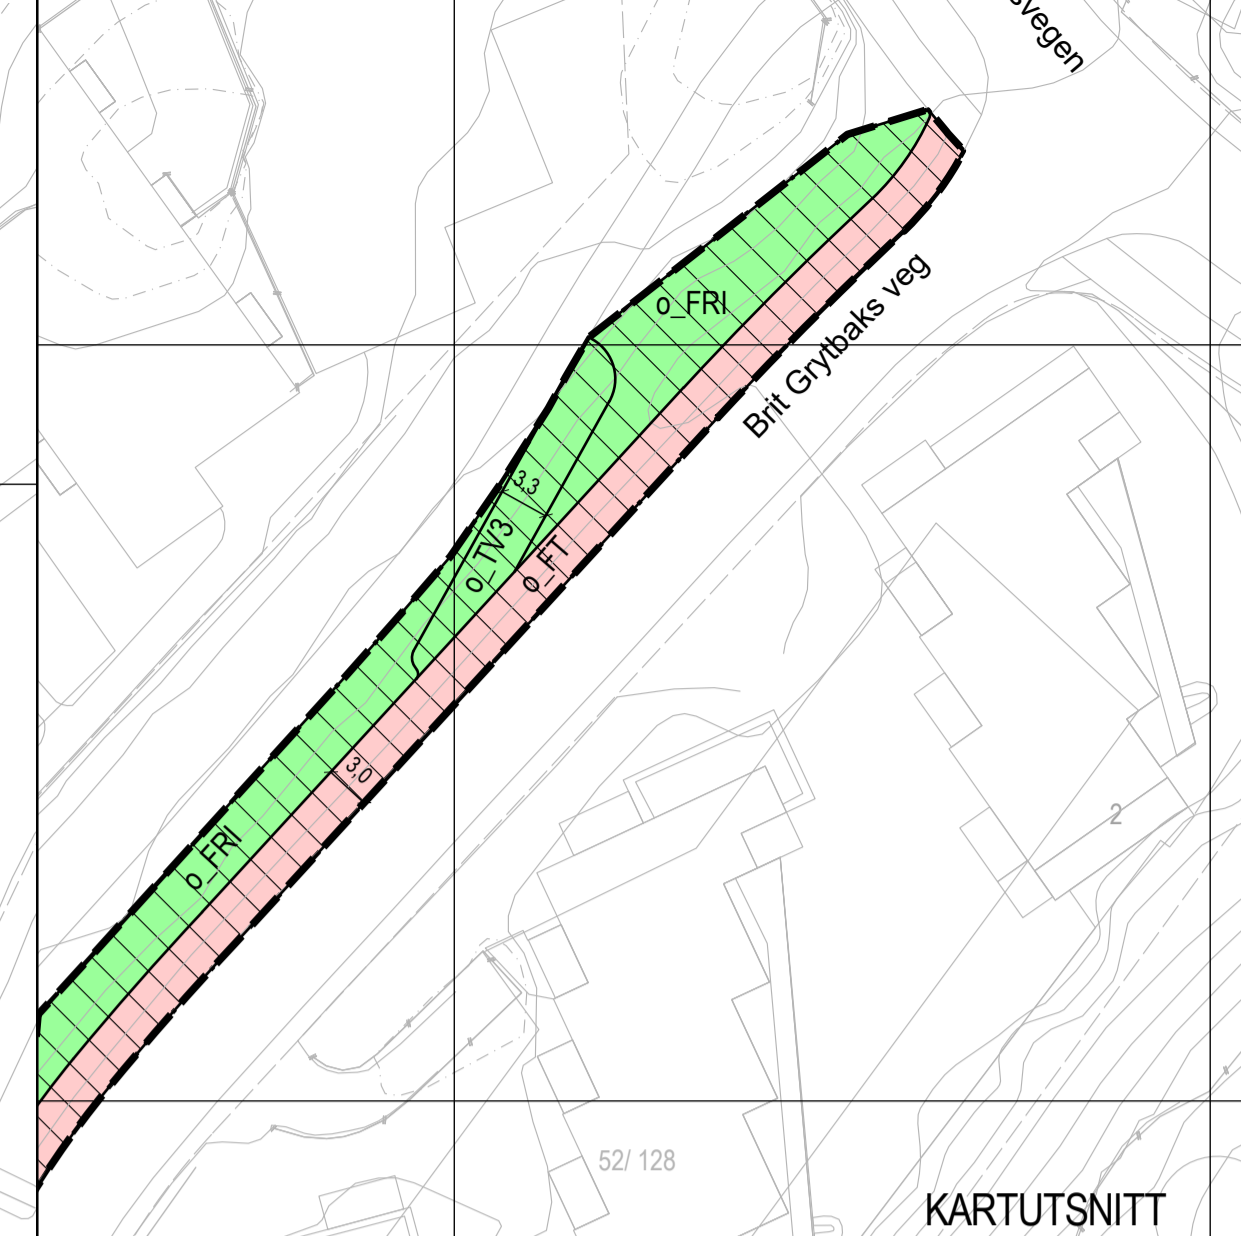 svegen
o_FRI
Brit Grytbaks veg
3,3
o_TV3
o_FT
3,0
2
o_FRI
52/ 128
KARTUTSNITT